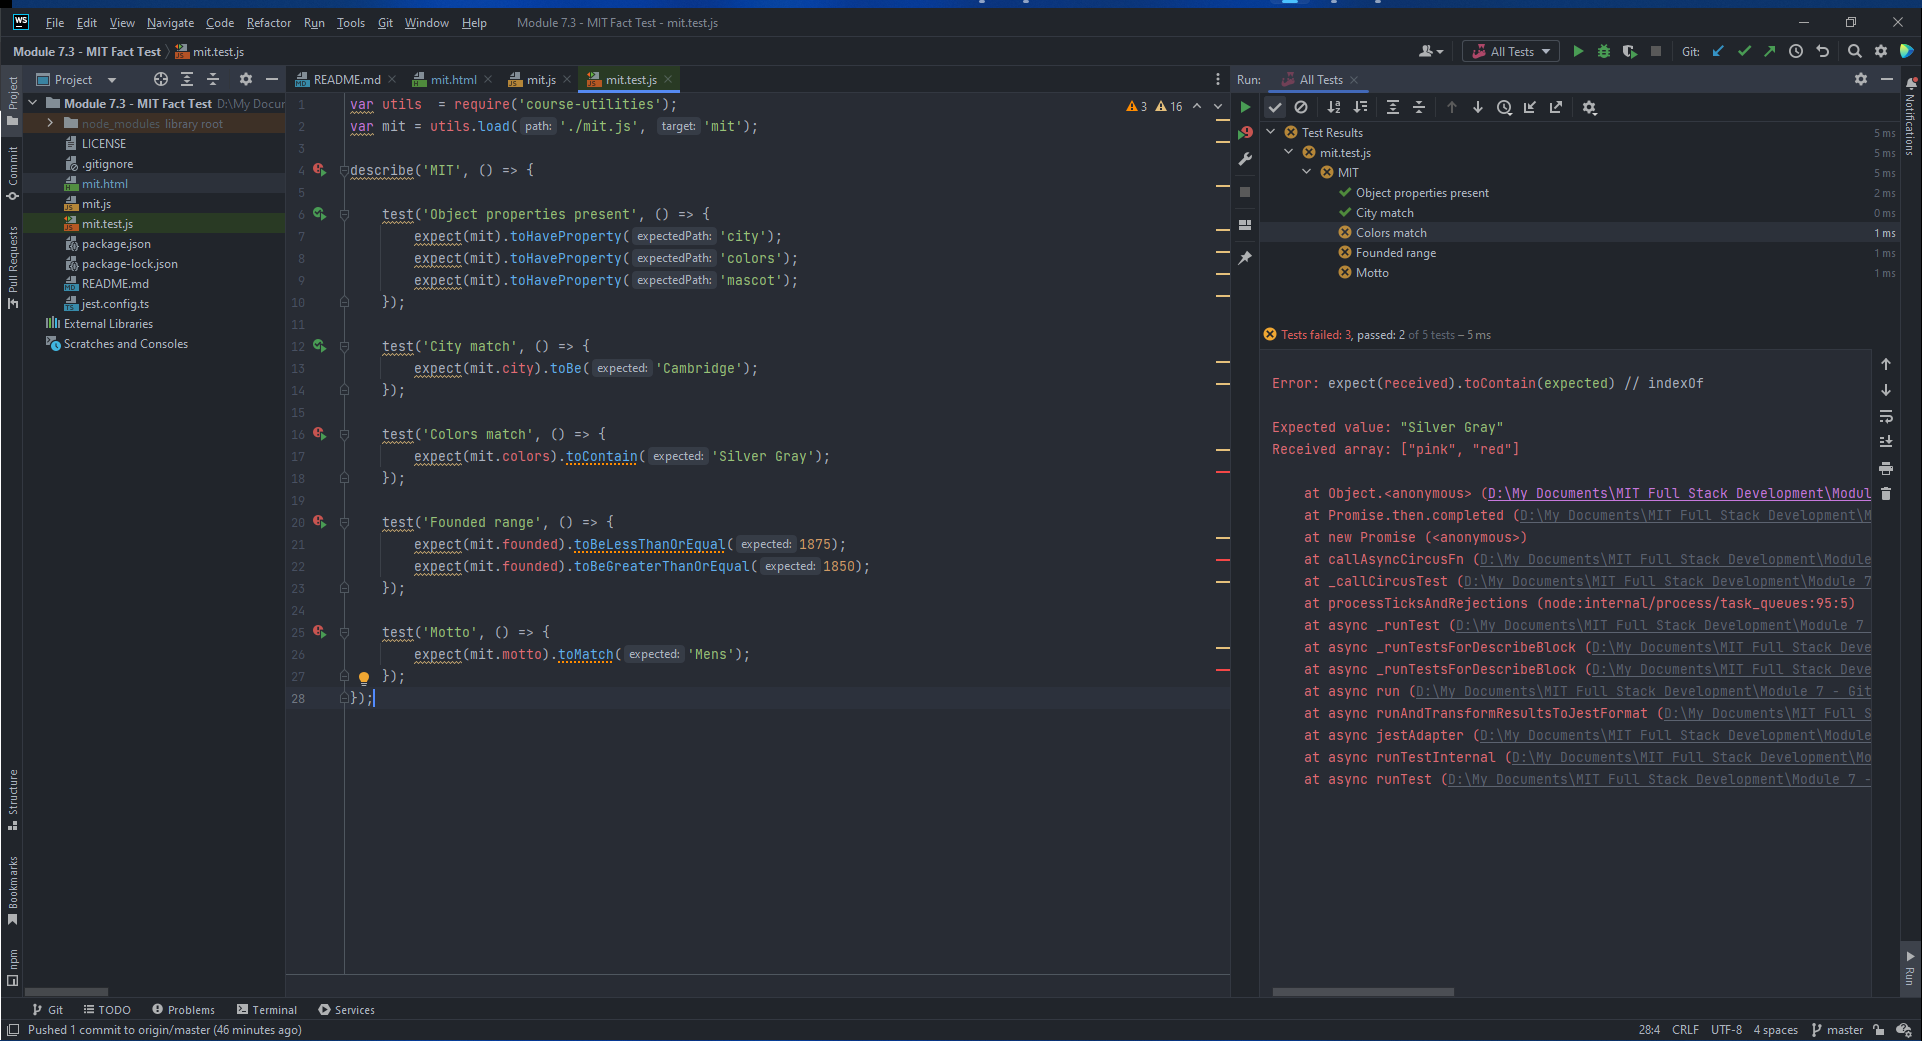 WS File Edit View Navigate Code Refactor Run Tools Git Window Help Module 7.3 - MIT Fact Test - mit.test.js
Module 7.3 - MIT Fact Test mit.test.js All Tests Git:
Project
Module 7.3 - MIT Fact Test D:\My Docur
node_modules library root
LICENSE
.gitignore
mit.html
mit.js
mit.test.js
package.json
package-lock.json
README.md
jest.config.ts
External Libraries
Scratches and Consoles
Project
Commit
Pull Requests
Structure
Bookmarks
npm
README.md mit.html mit.js mit.test.js
3 16
1 var utils  = require('course-utilities');
2 var mit = utils.load( path: './mit.js', target: 'mit');
3
4 describe('MIT', () => {
5
6 test('Object properties present', () => {
7 expect(mit).toHaveProperty( expectedPath: 'city');
8 expect(mit).toHaveProperty( expectedPath: 'colors');
9 expect(mit).toHaveProperty( expectedPath: 'mascot');
10 });
11
12 test('City match', () => {
13 expect(mit.city).toBe( expected: 'Cambridge');
14 });
15
16 test('Colors match', () => {
17 expect(mit.colors).toContain( expected: 'Silver Gray');
18 });
19
20 test('Founded range', () => {
21 expect(mit.founded).toBeLessThanOrEqual( expected: 1875);
22 expect(mit.founded).toBeGreaterThanOrEqual( expected: 1850);
23 });
24
25 test('Motto', () => {
26 expect(mit.motto).toMatch( expected: 'Mens');
27 });
28 });
Run: All Tests
Test Results 5 ms
mit.test.js 5 ms
MIT 5 ms
Object properties present 2 ms
City match 0 ms
Colors match 1 ms
Founded range 1 ms
Motto 1 ms
Tests failed: 3, passed: 2 of 5 tests – 5 ms
Error: expect(received).toContain(expected) // indexOf
Expected value: "Silver Gray"
Received array: ["pink", "red"]
at Object.<anonymous> (D:\My Documents\MIT Full Stack Development\Modul
at Promise.then.completed (D:\My Documents\MIT Full Stack Development\M
at new Promise (<anonymous>)
at callAsyncCircusFn (D:\My Documents\MIT Full Stack Development\Module
at _callCircusTest (D:\My Documents\MIT Full Stack Development\Module 7
at processTicksAndRejections (node:internal/process/task_queues:95:5)
at async _runTest (D:\My Documents\MIT Full Stack Development\Module 7
at async _runTestsForDescribeBlock (D:\My Documents\MIT Full Stack Deve
at async _runTestsForDescribeBlock (D:\My Documents\MIT Full Stack Deve
at async run (D:\My Documents\MIT Full Stack Development\Module 7 - Git
at async runAndTransformResultsToJestFormat (D:\My Documents\MIT Full S
at async jestAdapter (D:\My Documents\MIT Full Stack Development\Module
at async runTestInternal (D:\My Documents\MIT Full Stack Development\Mo
at async runTest (D:\My Documents\MIT Full Stack Development\Module 7 -
Notifications
Run
Git TODO Problems Terminal Services
Pushed 1 commit to origin/master (46 minutes ago) 28:4 CRLF UTF-8 4 spaces master